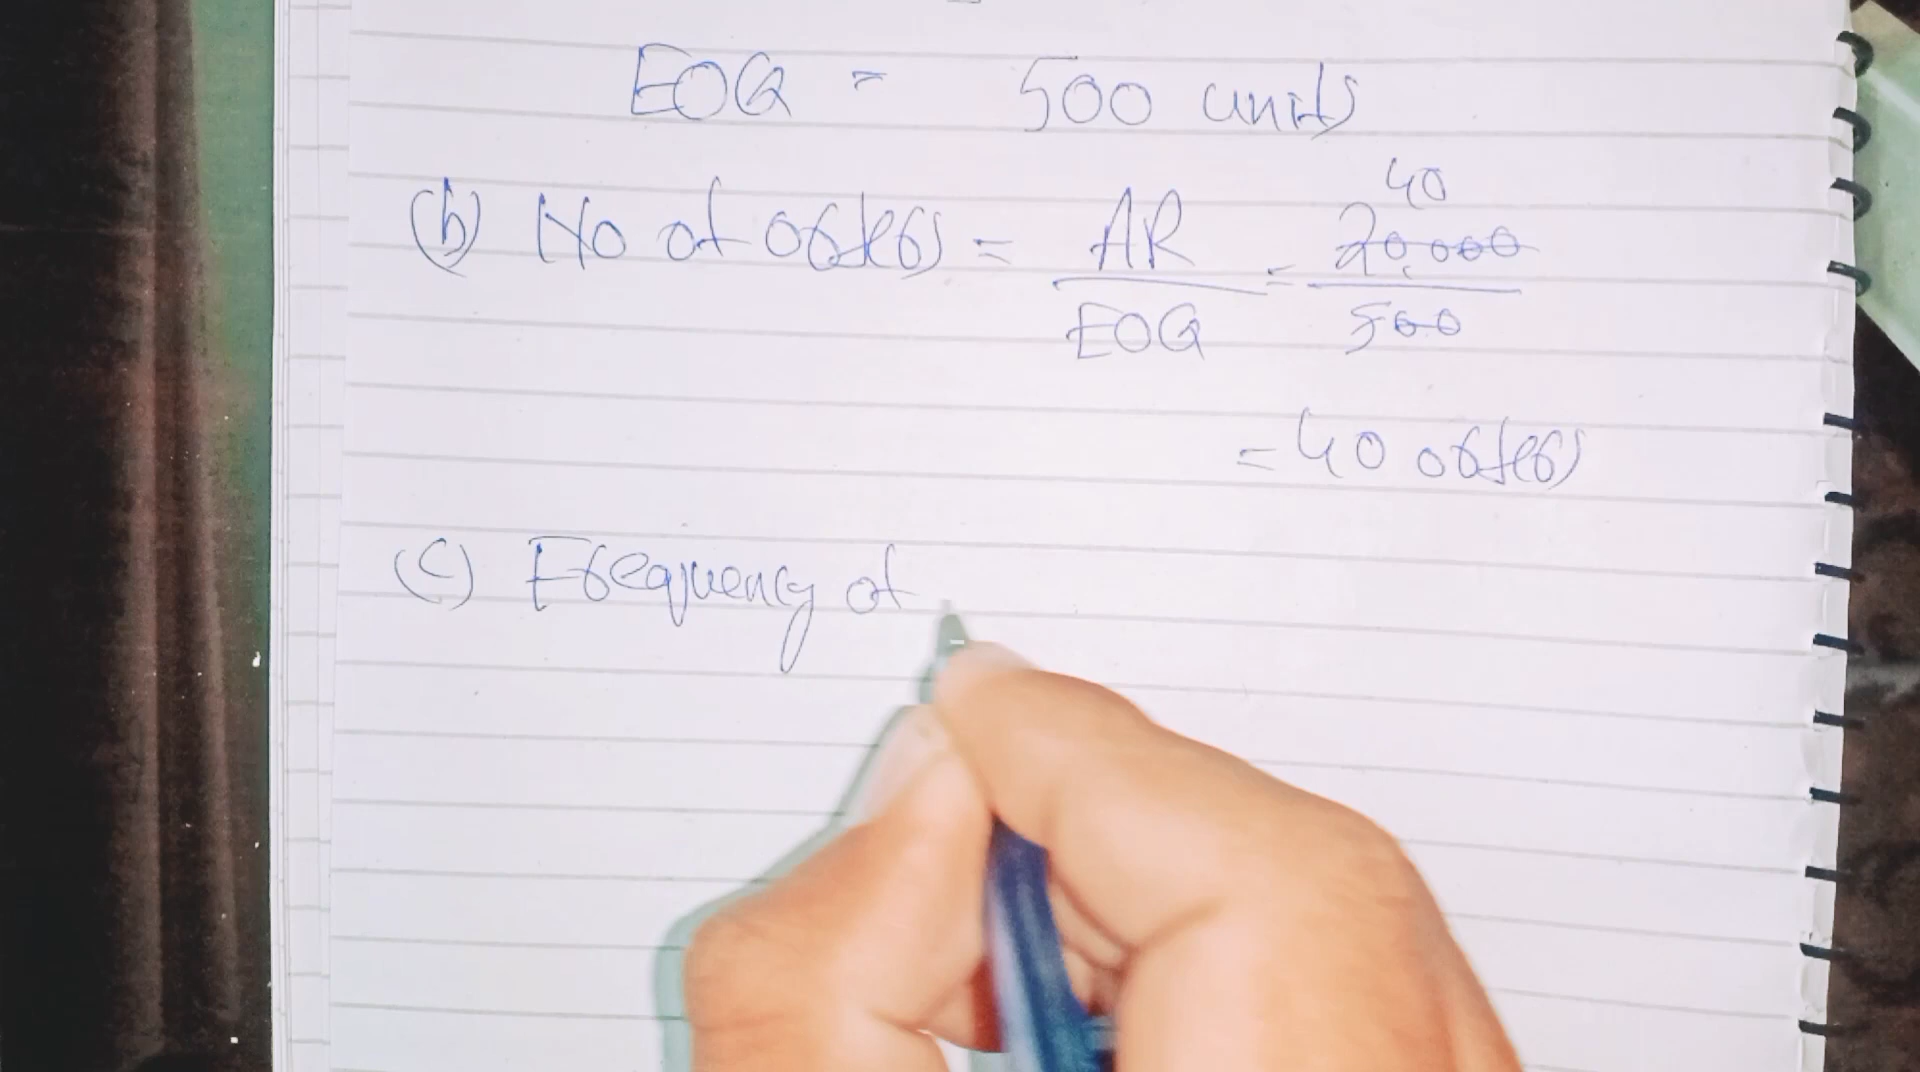 EOQ = 500 units
(b) No of orders = AR / EOQ = 20,000 / 500 40
= 40 orders
(c) Frequency of